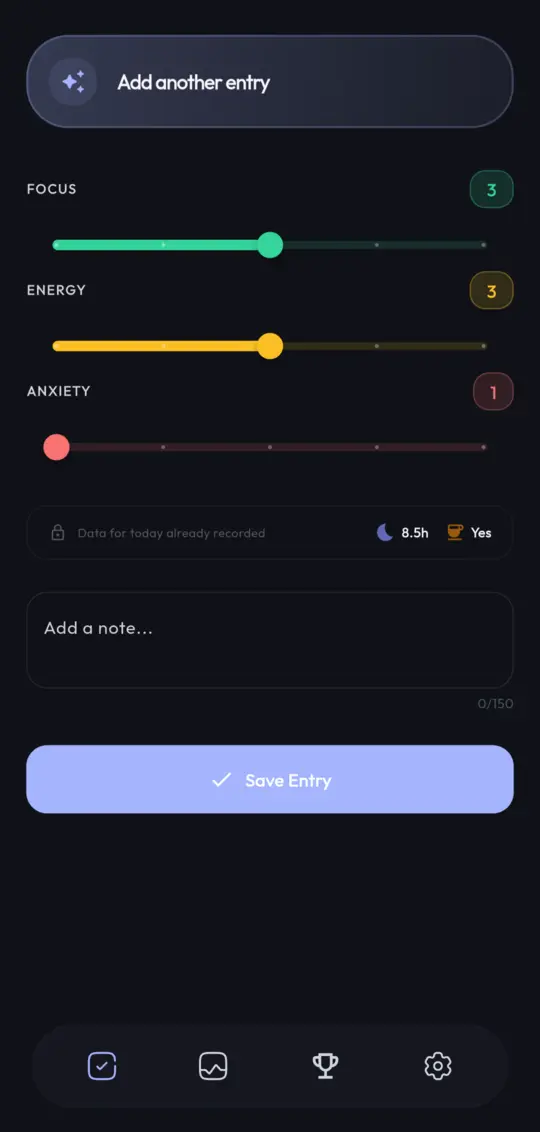 Add another entry
FOCUS 3
ENERGY 3
ANXIETY 1
Data for today already recorded 8.5h Yes
Add a note...
0/150
Save Entry